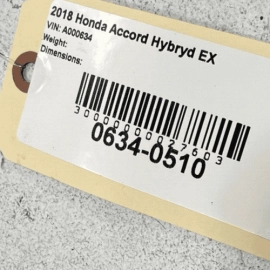 2018 Honda Accord Hybryd EX
VIN: A000634
Weight:
Dimensions:
3000000027603
0634-0510